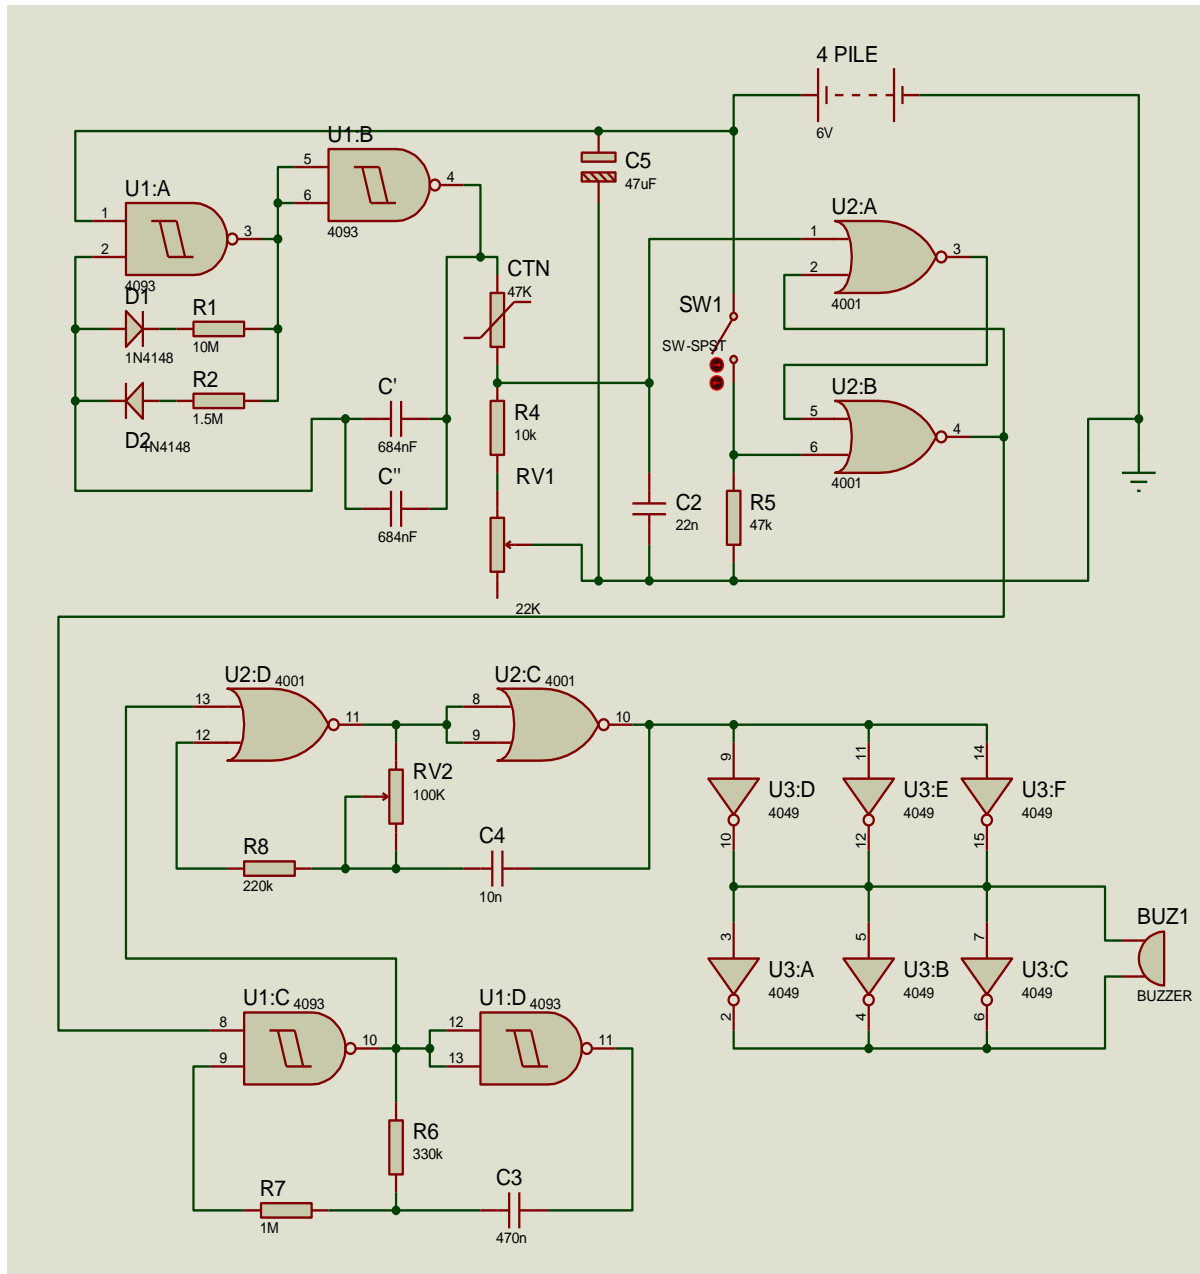 4 PILE
6V
U1:B
5
6
4
4093
C5
47uF
U1:A
1
2
3
4093
U2:A
1
2
3
4001
CTN
47K
D1
1N4148
R1
10M
SW1
SW-SPST
D2
1N4148
R2
1.5M
C'
684nF
C''
684nF
R4
10k
RV1
22K
U2:B
5
6
4
4001
C2
22n
R5
47k
U2:D 4001
13
12
11
U2:C 4001
8
9
10
RV2
100K
R8
220k
C4
10n
9
11
14
U3:D
4049
U3:E
4049
U3:F
4049
10
12
15
BUZ1
BUZZER
3
5
7
U3:A
4049
U3:B
4049
U3:C
4049
2
4
6
U1:C 4093
8
9
10
U1:D 4093
12
13
11
R6
330k
R7
1M
C3
470n